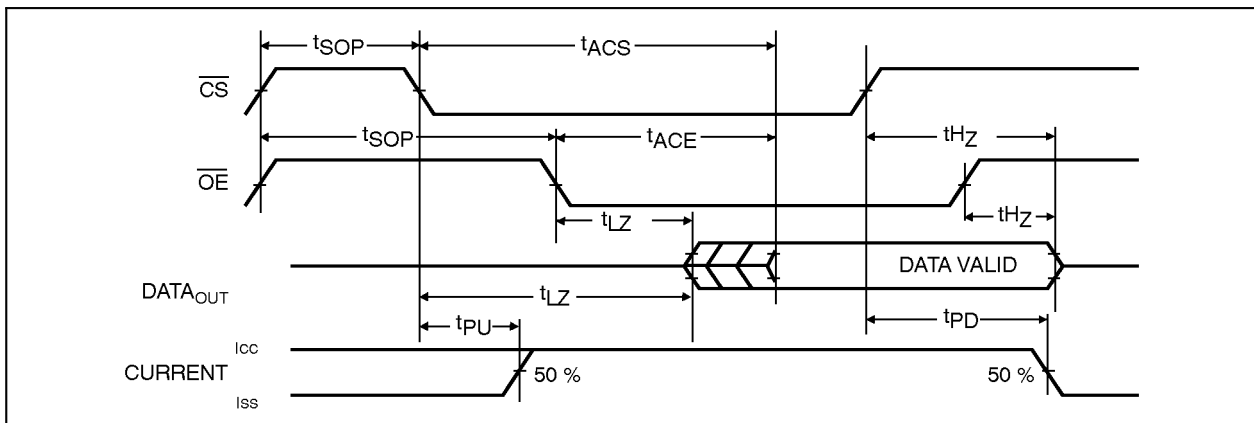 tSOP tACS
CS
tSOP tACE tHZ
OE
tLZ tHZ
DATA VALID
DATAOUT
tLZ tPD
tPU
ICC
CURRENT 50 % 50 %
ISS